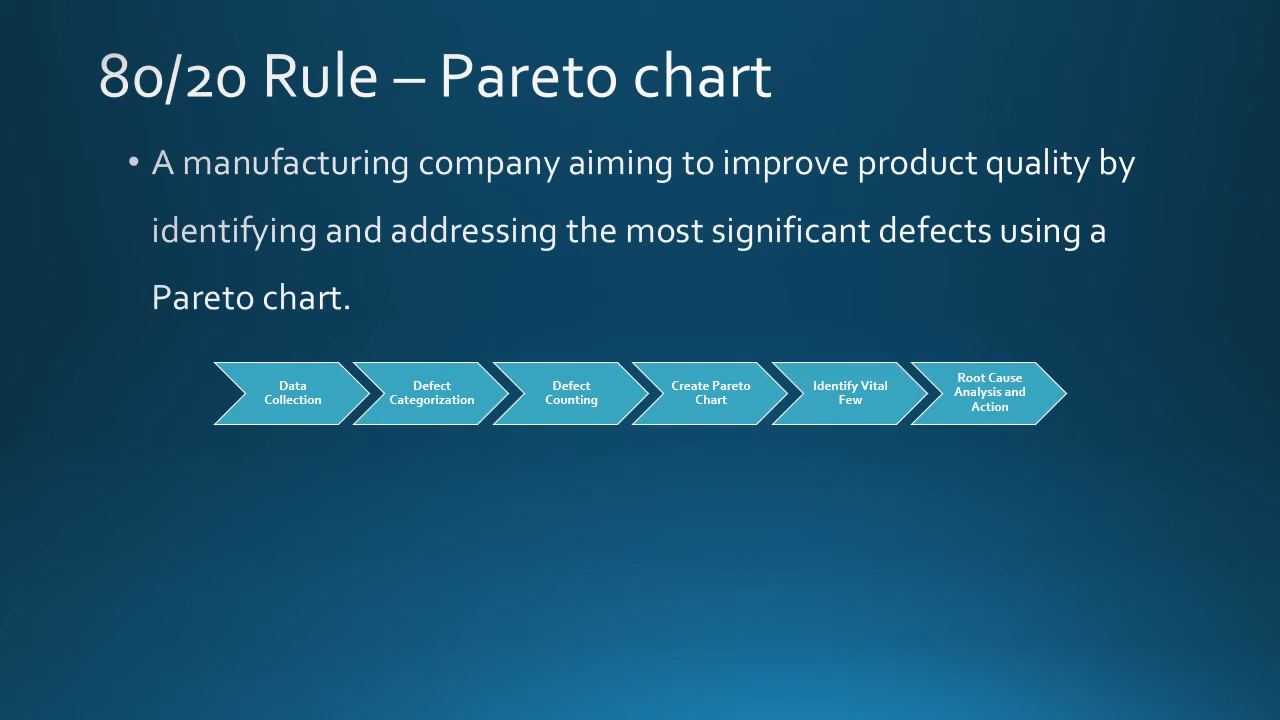 80/20 Rule – Pareto chart
• A manufacturing company aiming to improve product quality by
identifying and addressing the most significant defects using a
Pareto chart.
Data
Collection
Defect
Categorization
Defect
Counting
Create Pareto
Chart
Identify Vital
Few
Root Cause
Analysis and
Action